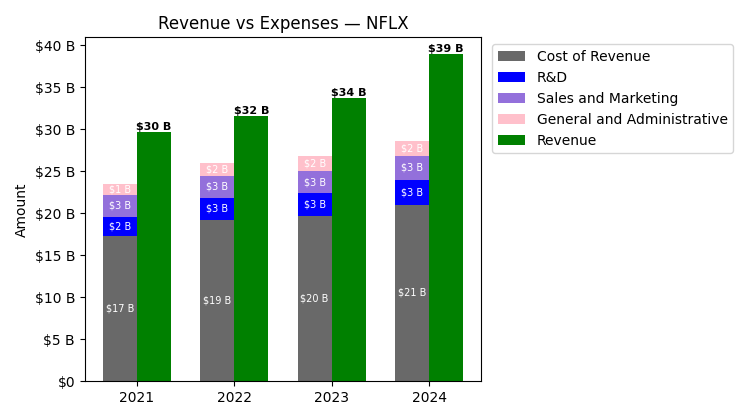 Revenue vs Expenses — NFLX
$40 B
$35 B
$30 B
$25 B
$20 B
$15 B
$10 B
$5 B
$0
Amount
$30 B
$1 B
$3 B
$2 B
$17 B
$32 B
$2 B
$3 B
$3 B
$19 B
$34 B
$2 B
$3 B
$3 B
$20 B
$39 B
$2 B
$3 B
$3 B
$21 B
2021 2022 2023 2024
Cost of Revenue
R&D
Sales and Marketing
General and Administrative
Revenue